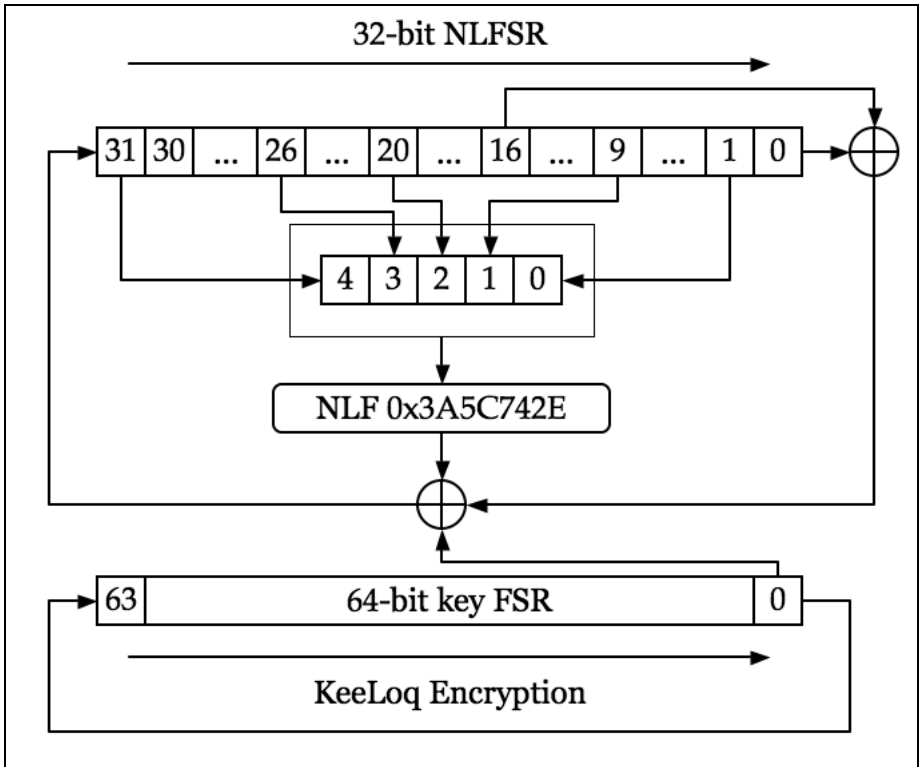 32-bit NLFSR
31 30 ... 26 ... 20 ... 16 ... 9 ... 1 0
4 3 2 1 0
NLF 0x3A5C742E
63 64-bit key FSR 0
KeeLoq Encryption